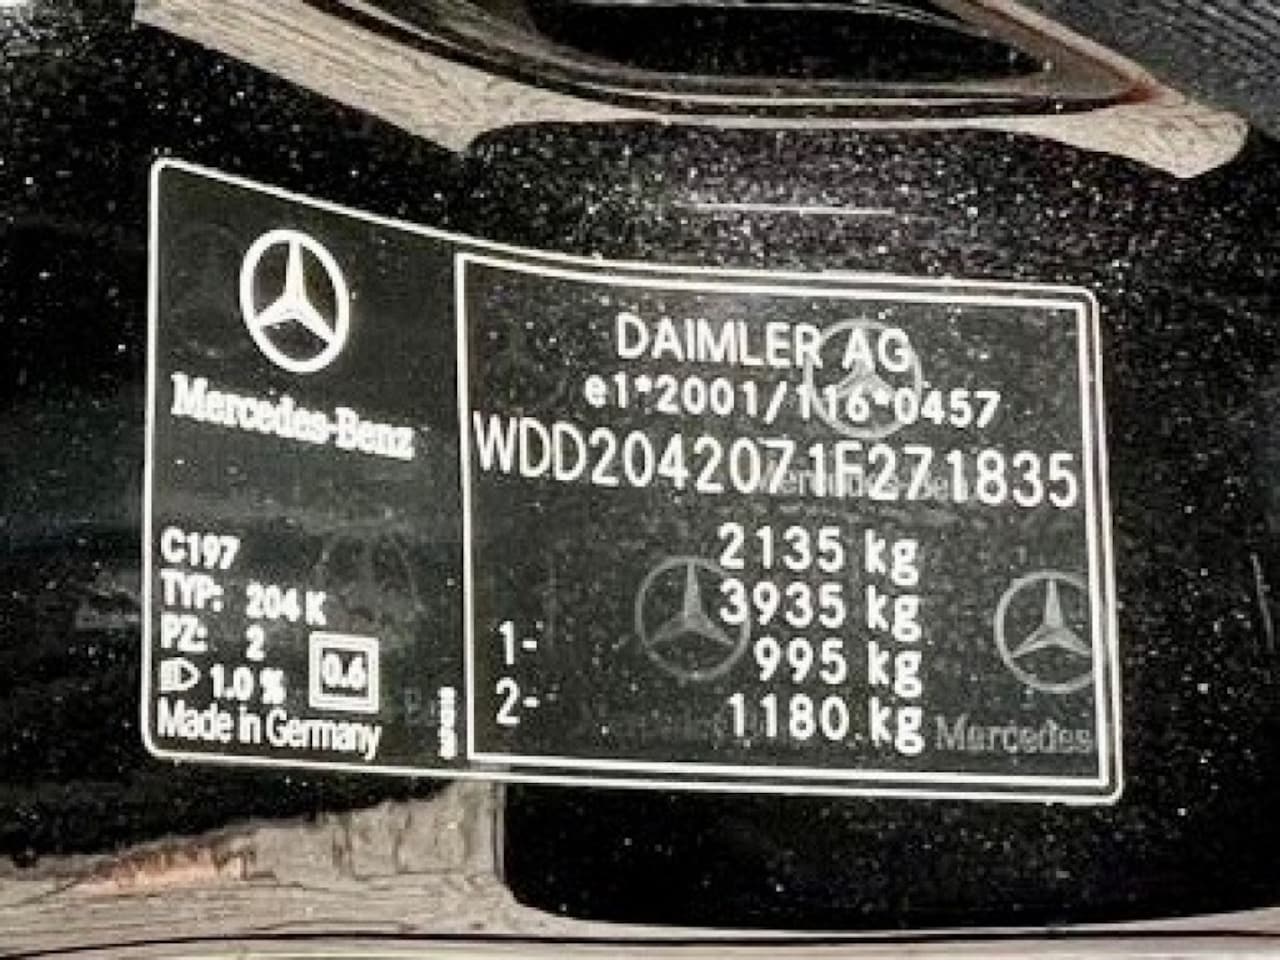 Mercedes-Benz
C197
TYP: 204 K
PZ: 2
1.0 %
0.6
Made in Germany
DAIMLER AG
e1*2001/116*0457
WDD2042071F271835
2135 kg
3935 kg
1- 995 kg
2- 1180 kg
Mercedes